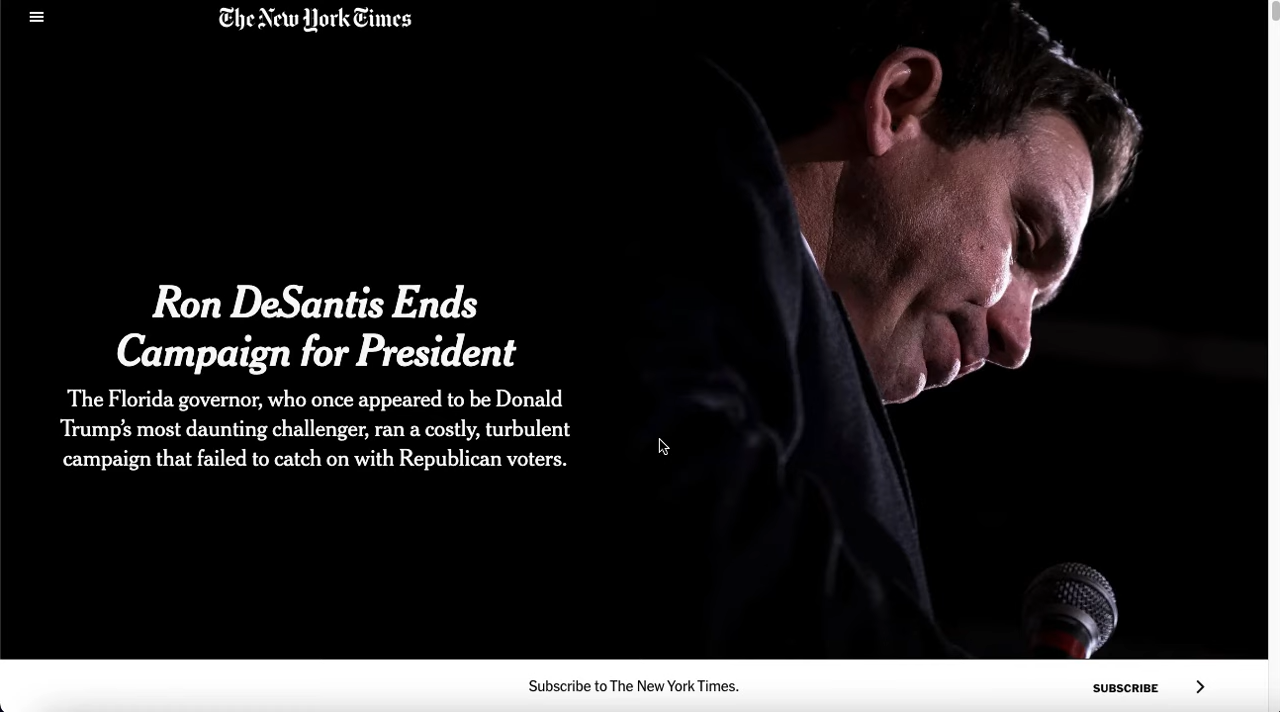 The New York Times
Ron DeSantis Ends
Campaign for President
The Florida governor, who once appeared to be Donald
Trump’s most daunting challenger, ran a costly, turbulent
campaign that failed to catch on with Republican voters.
Subscribe to The New York Times.
SUBSCRIBE